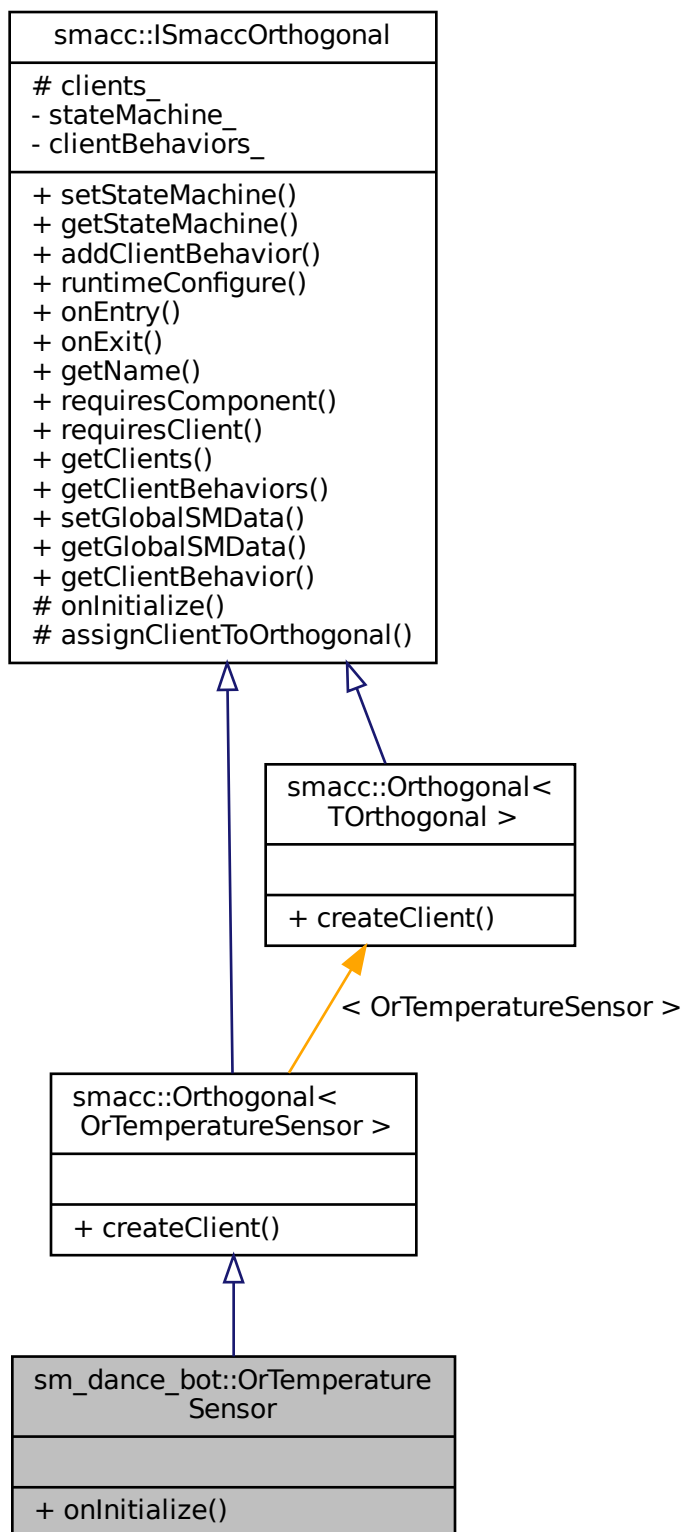 smacc::ISmaccOrthogonal
# clients_
- stateMachine_
- clientBehaviors_
+ setStateMachine()
+ getStateMachine()
+ addClientBehavior()
+ runtimeConfigure()
+ onEntry()
+ onExit()
+ getName()
+ requiresComponent()
+ requiresClient()
+ getClients()
+ getClientBehaviors()
+ setGlobalSMData()
+ getGlobalSMData()
+ getClientBehavior()
# onInitialize()
# assignClientToOrthogonal()
smacc::Orthogonal<
TOrthogonal >
+ createClient()
< OrTemperatureSensor >
smacc::Orthogonal<
OrTemperatureSensor >
+ createClient()
sm_dance_bot::OrTemperature
Sensor
+ onInitialize()